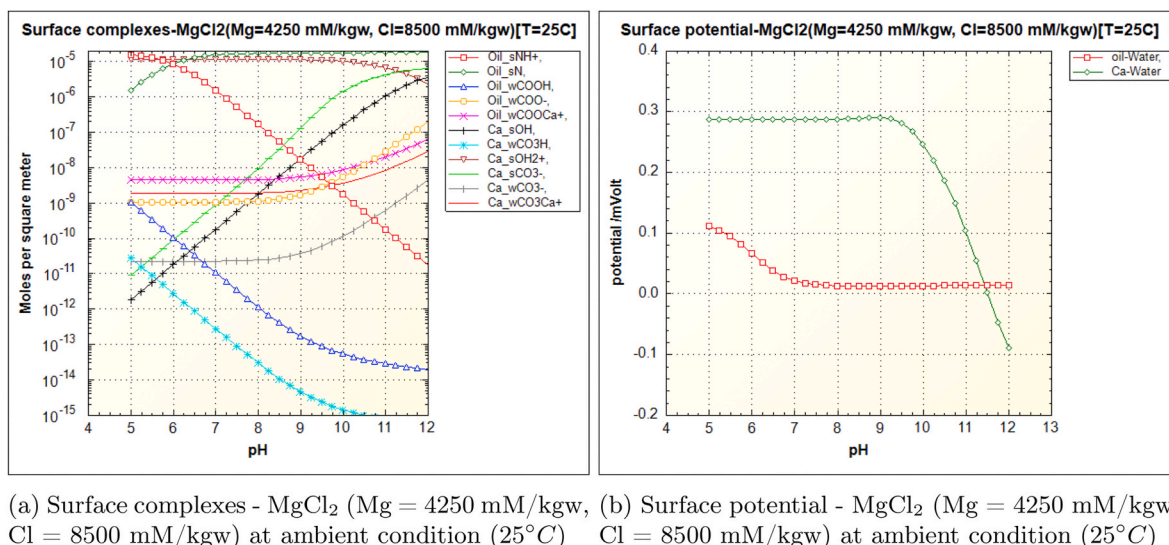 Surface complexes-MgCl2(Mg=4250 mM/kgw, Cl=8500 mM/kgw)[T=25C]
10-5
10-6
10-7
10-8
10-9
10-10
10-11
10-12
10-13
10-14
10-15
Moles per square meter
4 5 6 7 8 9 10 11 12
pH
Oil_sNH+,
Oil_sN,
Oil_wCOOH,
Oil_wCOO-,
Oil_wCOOCa+,
Ca_sOH,
Ca_wCO3H,
Ca_sOH2+,
Ca_sCO3-,
Ca_wCO3-,
Ca_wCO3Ca+
Surface potential-MgCl2(Mg=4250 mM/kgw, Cl=8500 mM/kgw)[T=25C]
0.4
0.3
0.2
0.1
0.0
-0.1
-0.2
potential /mVolt
4 5 6 7 8 9 10 11 12 13
pH
oil-Water,
Ca-Water
(a) Surface complexes - MgCl2 (Mg = 4250 mM/kgw,
Cl = 8500 mM/kgw) at ambient condition (25°C)
(b) Surface potential - MgCl2 (Mg = 4250 mM/kgw
Cl = 8500 mM/kgw) at ambient condition (25°C)